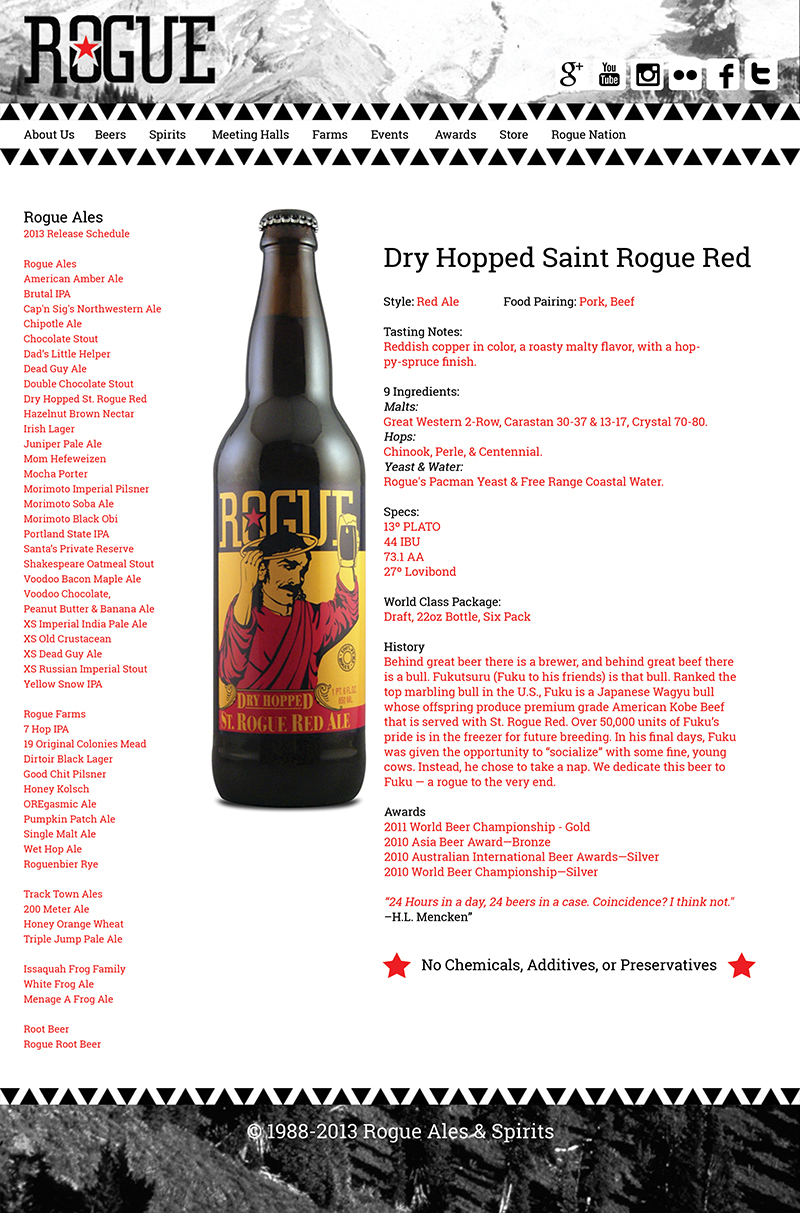 ROGUE
g+ You Tube f t
About Us Beers Spirits Meeting Halls Farms Events Awards Store Rogue Nation
Rogue Ales
2013 Release Schedule
Rogue Ales
American Amber Ale
Brutal IPA
Cap'n Sig's Northwestern Ale
Chipotle Ale
Chocolate Stout
Dad's Little Helper
Dead Guy Ale
Double Chocolate Stout
Dry Hopped St. Rogue Red
Hazelnut Brown Nectar
Irish Lager
Juniper Pale Ale
Mom Hefeweizen
Mocha Porter
Morimoto Imperial Pilsner
Morimoto Soba Ale
Morimoto Black Obi
Portland State IPA
Santa's Private Reserve
Shakespeare Oatmeal Stout
Voodoo Bacon Maple Ale
Voodoo Chocolate,
Peanut Butter & Banana Ale
XS Imperial India Pale Ale
XS Old Crustacean
XS Dead Guy Ale
XS Russian Imperial Stout
Yellow Snow IPA
Rogue Farms
7 Hop IPA
19 Original Colonies Mead
Dirtoir Black Lager
Good Chit Pilsner
Honey Kolsch
OREgasmic Ale
Pumpkin Patch Ale
Single Malt Ale
Wet Hop Ale
Roguenbier Rye
Track Town Ales
200 Meter Ale
Honey Orange Wheat
Triple Jump Pale Ale
Issaquah Frog Family
White Frog Ale
Menage A Frog Ale
Root Beer
Rogue Root Beer
ROGUE
1 PT. 6 FL.OZ.
650 ML.
DRY HOPPED
ST. ROGUE RED ALE
Dry Hopped Saint Rogue Red
Style: Red Ale Food Pairing: Pork, Beef
Tasting Notes:
Reddish copper in color, a roasty malty flavor, with a hop-
py-spruce finish.
9 Ingredients:
Malts:
Great Western 2-Row, Carastan 30-37 & 13-17, Crystal 70-80.
Hops:
Chinook, Perle, & Centennial.
Yeast & Water:
Rogue's Pacman Yeast & Free Range Coastal Water.
Specs:
13º PLATO
44 IBU
73.1 AA
27º Lovibond
World Class Package:
Draft, 22oz Bottle, Six Pack
History
Behind great beer there is a brewer, and behind great beef there
is a bull. Fukutsuru (Fuku to his friends) is that bull. Ranked the
top marbling bull in the U.S., Fuku is a Japanese Wagyu bull
whose offspring produce premium grade American Kobe Beef
that is served with St. Rogue Red. Over 50,000 units of Fuku's
pride is in the freezer for future breeding. In his final days, Fuku
was given the opportunity to “socialize” with some fine, young
cows. Instead, he chose to take a nap. We dedicate this beer to
Fuku — a rogue to the very end.
Awards
2011 World Beer Championship - Gold
2010 Asia Beer Award—Bronze
2010 Australian International Beer Awards—Silver
2010 World Beer Championship—Silver
“24 Hours in a day, 24 beers in a case. Coincidence? I think not."
–H.L. Mencken”
No Chemicals, Additives, or Preservatives
© 1988-2013 Rogue Ales & Spirits